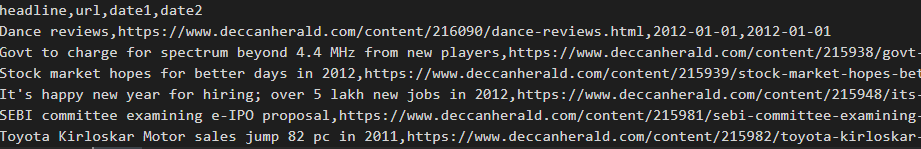 headline,url,date1,date2
Dance reviews,https://www.deccanherald.com/content/216090/dance-reviews.html,2012-01-01,2012-01-01
Govt to charge for spectrum beyond 4.4 MHz from new players,https://www.deccanherald.com/content/215938/govt-
Stock market hopes for better days in 2012,https://www.deccanherald.com/content/215939/stock-market-hopes-bet
It's happy new year for hiring; over 5 lakh new jobs in 2012,https://www.deccanherald.com/content/215948/its-
SEBI committee examining e-IPO proposal,https://www.deccanherald.com/content/215981/sebi-committee-examining-
Toyota Kirloskar Motor sales jump 82 pc in 2011,https://www.deccanherald.com/content/215982/toyota-kirloskar-